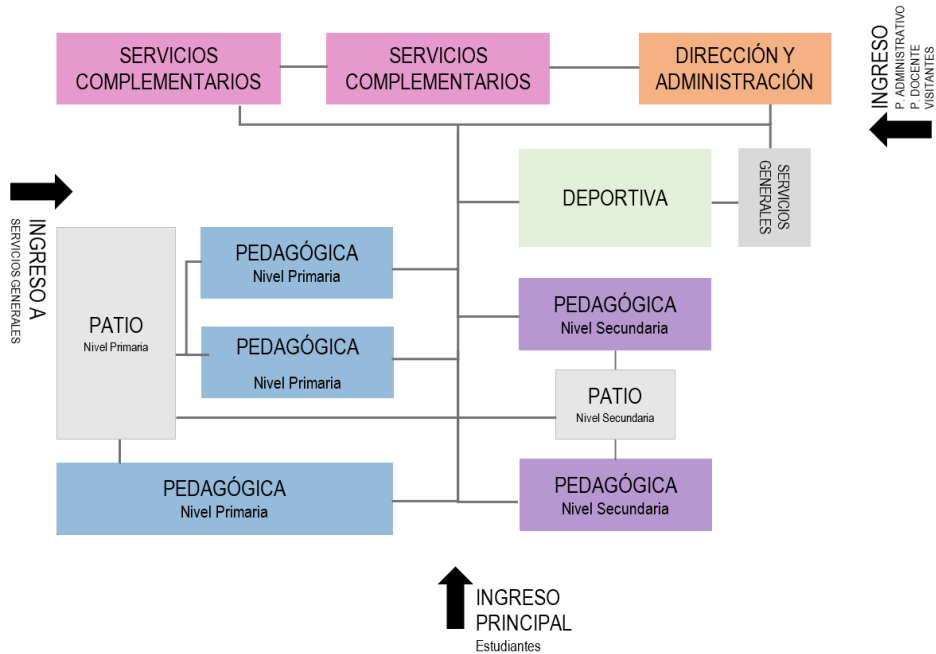 SERVICIOS
COMPLEMENTARIOS
SERVICIOS
COMPLEMENTARIOS
DIRECCIÓN Y
ADMINISTRACIÓN
INGRESO
P. ADMINISTRATIVO
P. DOCENTE
VISITANTES
DEPORTIVA
SERVICIOS
GENERALES
INGRESO A
SERVICIOS GENERALES
PATIO
Nivel Primaria
PEDAGÓGICA
Nivel Primaria
PEDAGÓGICA
Nivel Primaria
PEDAGÓGICA
Nivel Secundaria
PATIO
Nivel Secundaria
PEDAGÓGICA
Nivel Primaria
PEDAGÓGICA
Nivel Secundaria
INGRESO
PRINCIPAL
Estudiantes